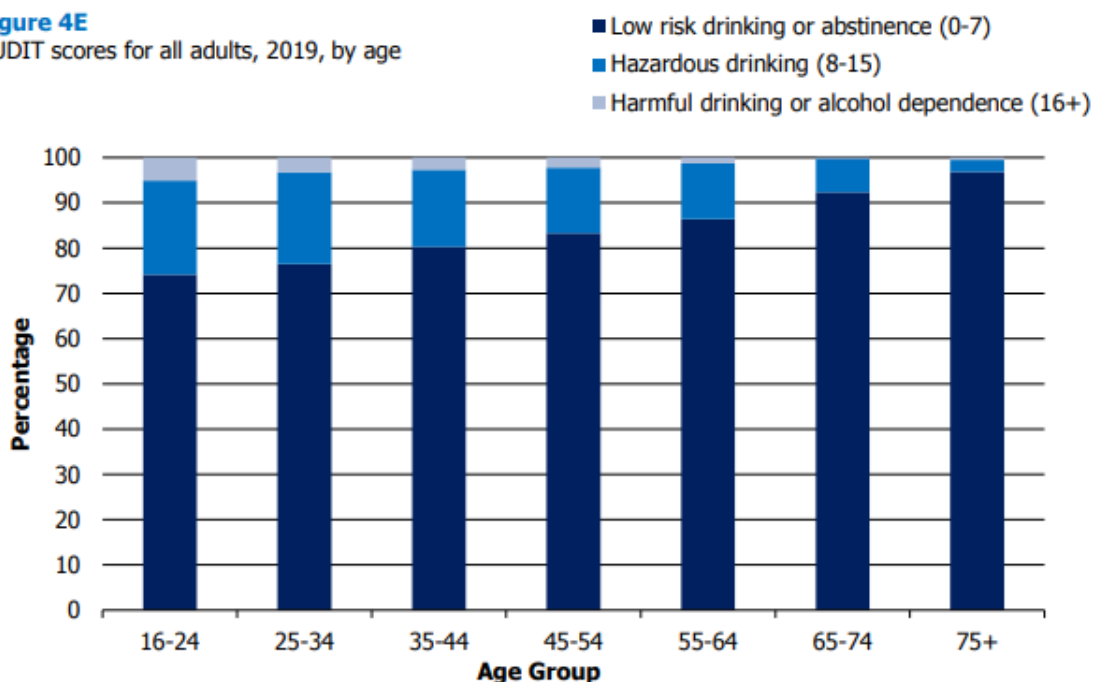 gure 4E
UDIT scores for all adults, 2019, by age
Low risk drinking or abstinence (0-7)
Hazardous drinking (8-15)
Harmful drinking or alcohol dependence (16+)
100
90
80
70
60
50
40
30
20
10
0
Percentage
16-24 25-34 35-44 45-54 55-64 65-74 75+
Age Group